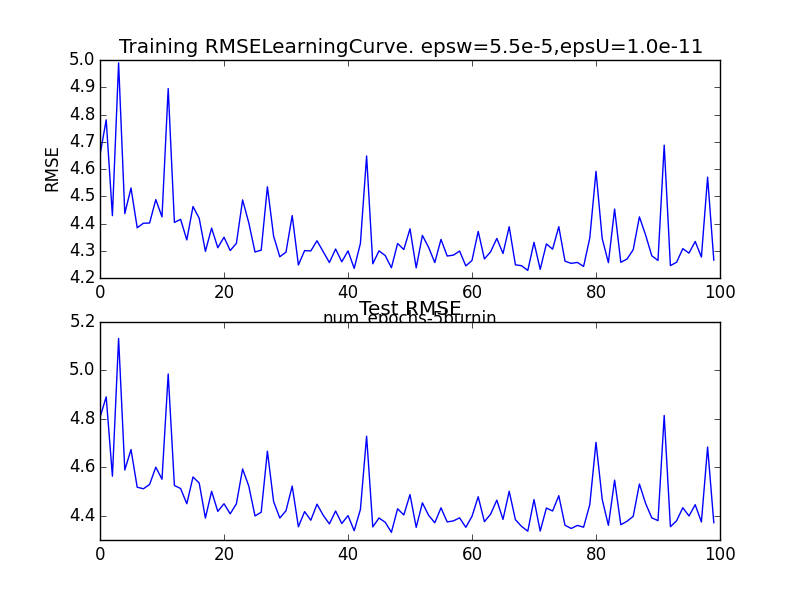 Training RMSELearningCurve. epsw=5.5e-5,epsU=1.0e-11
5.0
4.9
4.8
4.7
4.6
4.5
4.4
4.3
4.2
RMSE
0 20 40 60 80 100
num_epochs-5burnin
Test RMSE
5.2
5.0
4.8
4.6
4.4
0 20 40 60 80 100